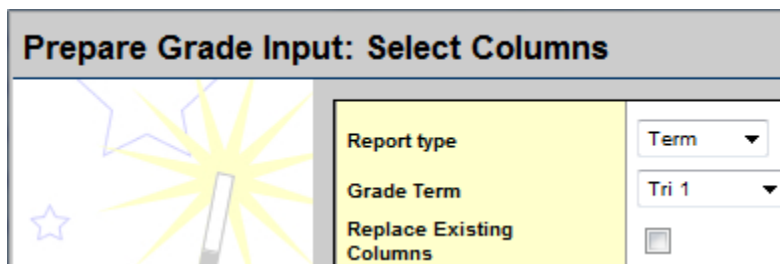 Prepare Grade Input: Select Columns
Report type Term
Grade Term Tri 1
Replace Existing
Columns